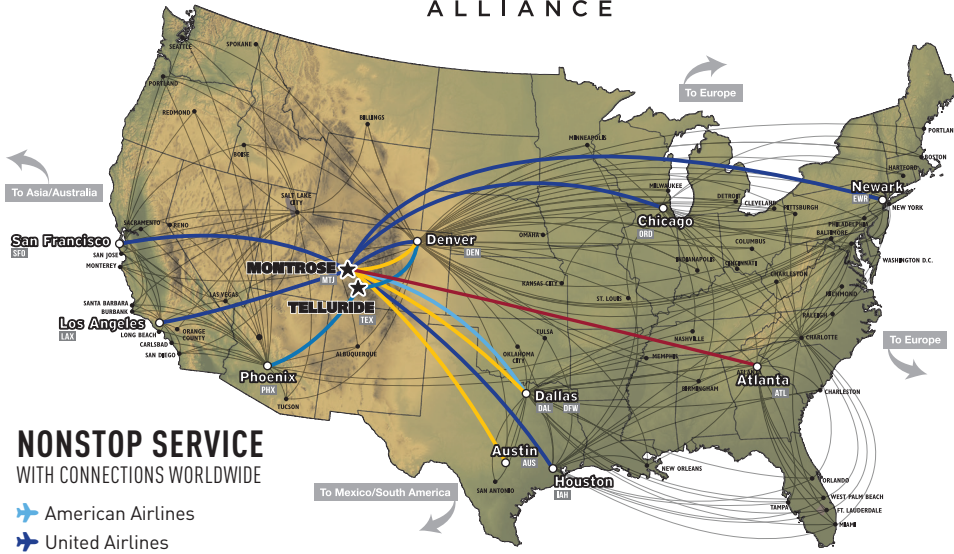 ALLIANCE
SEATTLE
SPOKANE
PORTLAND
REDMOND
BILLINGS
BOISE
SALT LAKE
CITY
To Europe
MINNEAPOLIS
PORTLAN
BOSTON
HARTFORD
To Asia/Australia
MILWAUKEE
DETROIT
CLEVELAND
PITTSBURGH
Newark
EWR
NEW YORK
Chicago
ORD
PHILADELPHIA
BALTIMORE
WASHINGTON D.C.
SACRAMENTO
RENO
San Francisco
SFO
SAN JOSE
MONTEREY
Denver
DEN
OMAHA
COLUMBUS
INDIANAPOLIS
CINCINNATI
CHARLESTON
MONTROSE
MTJ
TELLURIDE
TEX
KANSAS CITY
ST. LOUIS
RICHMOND
RALEIGH
LAS VEGAS
SANTA BARBARA
BURBANK
Los Angeles
LAX
LONG BEACH
ORANGE
COUNTY
CARLSBAD
SAN DIEGO
ALBUQUERQUE
TULSA
OKLAHOMA
CITY
NASHVILLE
CHARLOTTE
To Europe
MEMPHIS
Phoenix
PHX
TUCSON
BIRMINGHAM
ATLANTA
Atlanta
ATL
CHARLESTON
Dallas
DAL DFW
Austin
AUS
SAN ANTONIO
Houston
IAH
NEW ORLEANS
ORLANDO
TAMPA
WEST PALM BEACH
FT. LAUDERDALE
MIAMI
To Mexico/South America
NONSTOP SERVICE
WITH CONNECTIONS WORLDWIDE
American Airlines
United Airlines